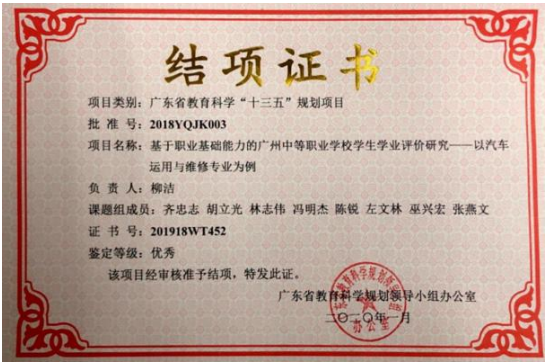 结项证书
项目类别：广东省教育科学“十三五”规划项目
批 准 号：2018YQJK003
项目名称：基于职业基础能力的广州中等职业学校学生学业评价研究——以汽车
运用与维修专业为例
负 责 人：柳洁
课题组成员：齐忠志 胡立光 林志伟 冯明杰 陈锐 左文林 巫兴宏 张燕文
证 书 号：201918WT452
鉴定等级：优秀
该项目经审核准予结项，特发此证。
广东省教育科学规划领导小组办公室
二〇二〇年一月
办公室